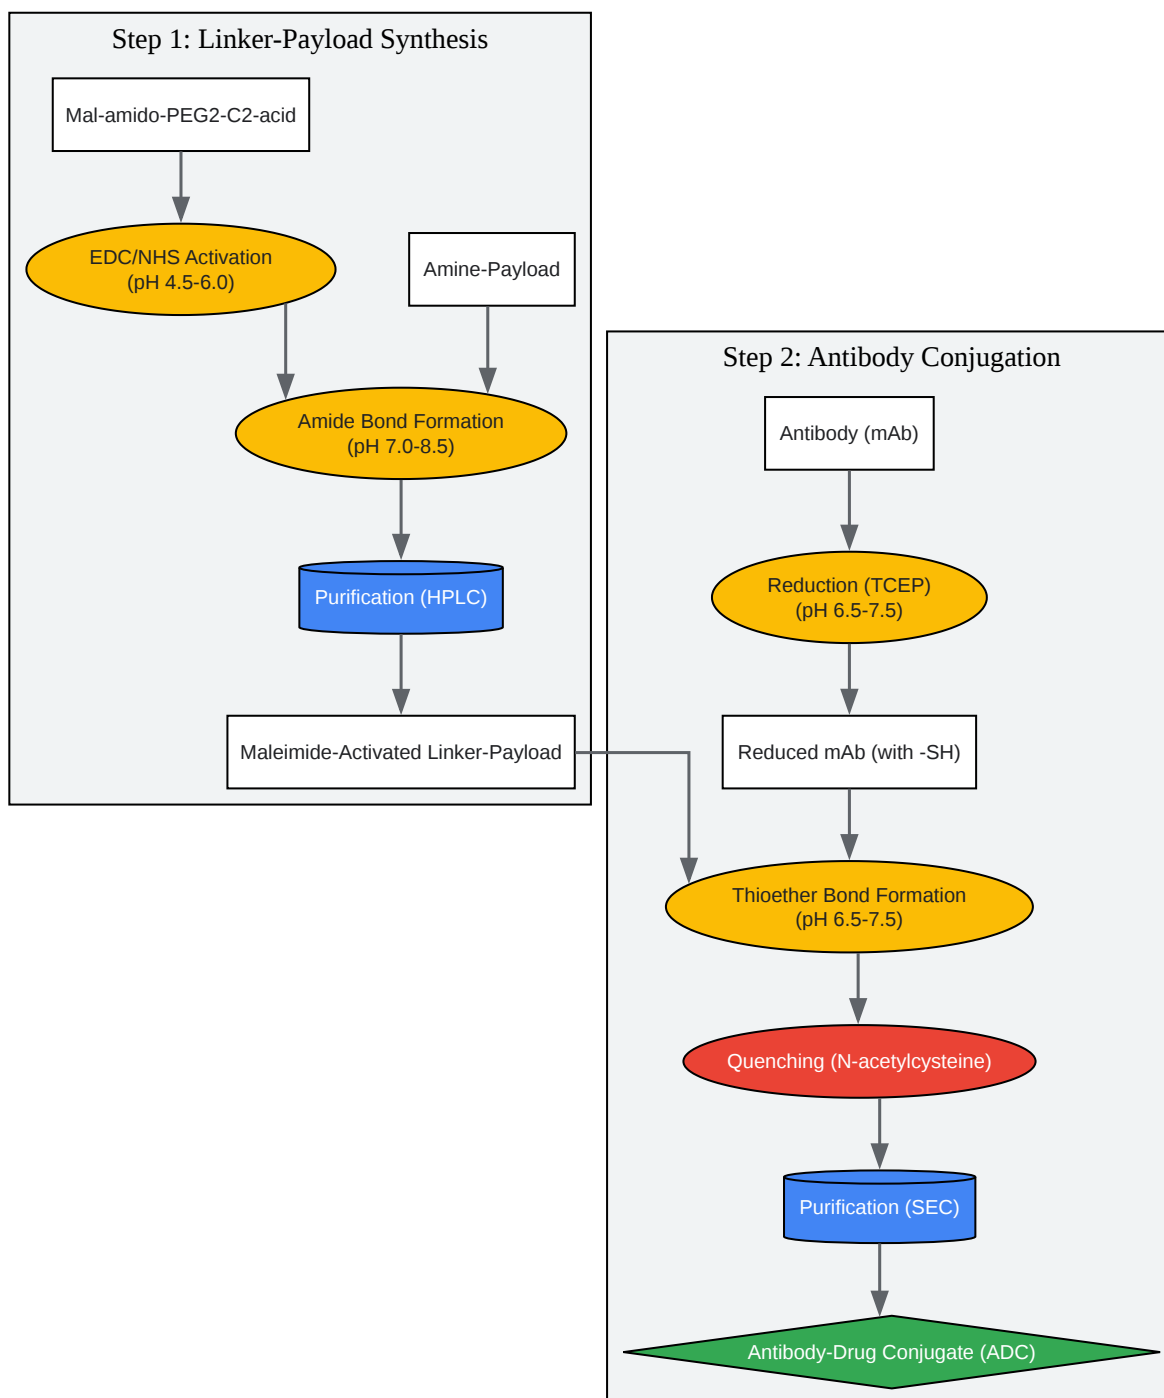 Step 1: Linker-Payload Synthesis
Mal-amido-PEG2-C2-acid
EDC/NHS Activation
(pH 4.5-6.0)
Amine-Payload
Amide Bond Formation
(pH 7.0-8.5)
Purification (HPLC)
Maleimide-Activated Linker-Payload
Step 2: Antibody Conjugation
Antibody (mAb)
Reduction (TCEP)
(pH 6.5-7.5)
Reduced mAb (with -SH)
Thioether Bond Formation
(pH 6.5-7.5)
Quenching (N-acetylcysteine)
Purification (SEC)
Antibody-Drug Conjugate (ADC)